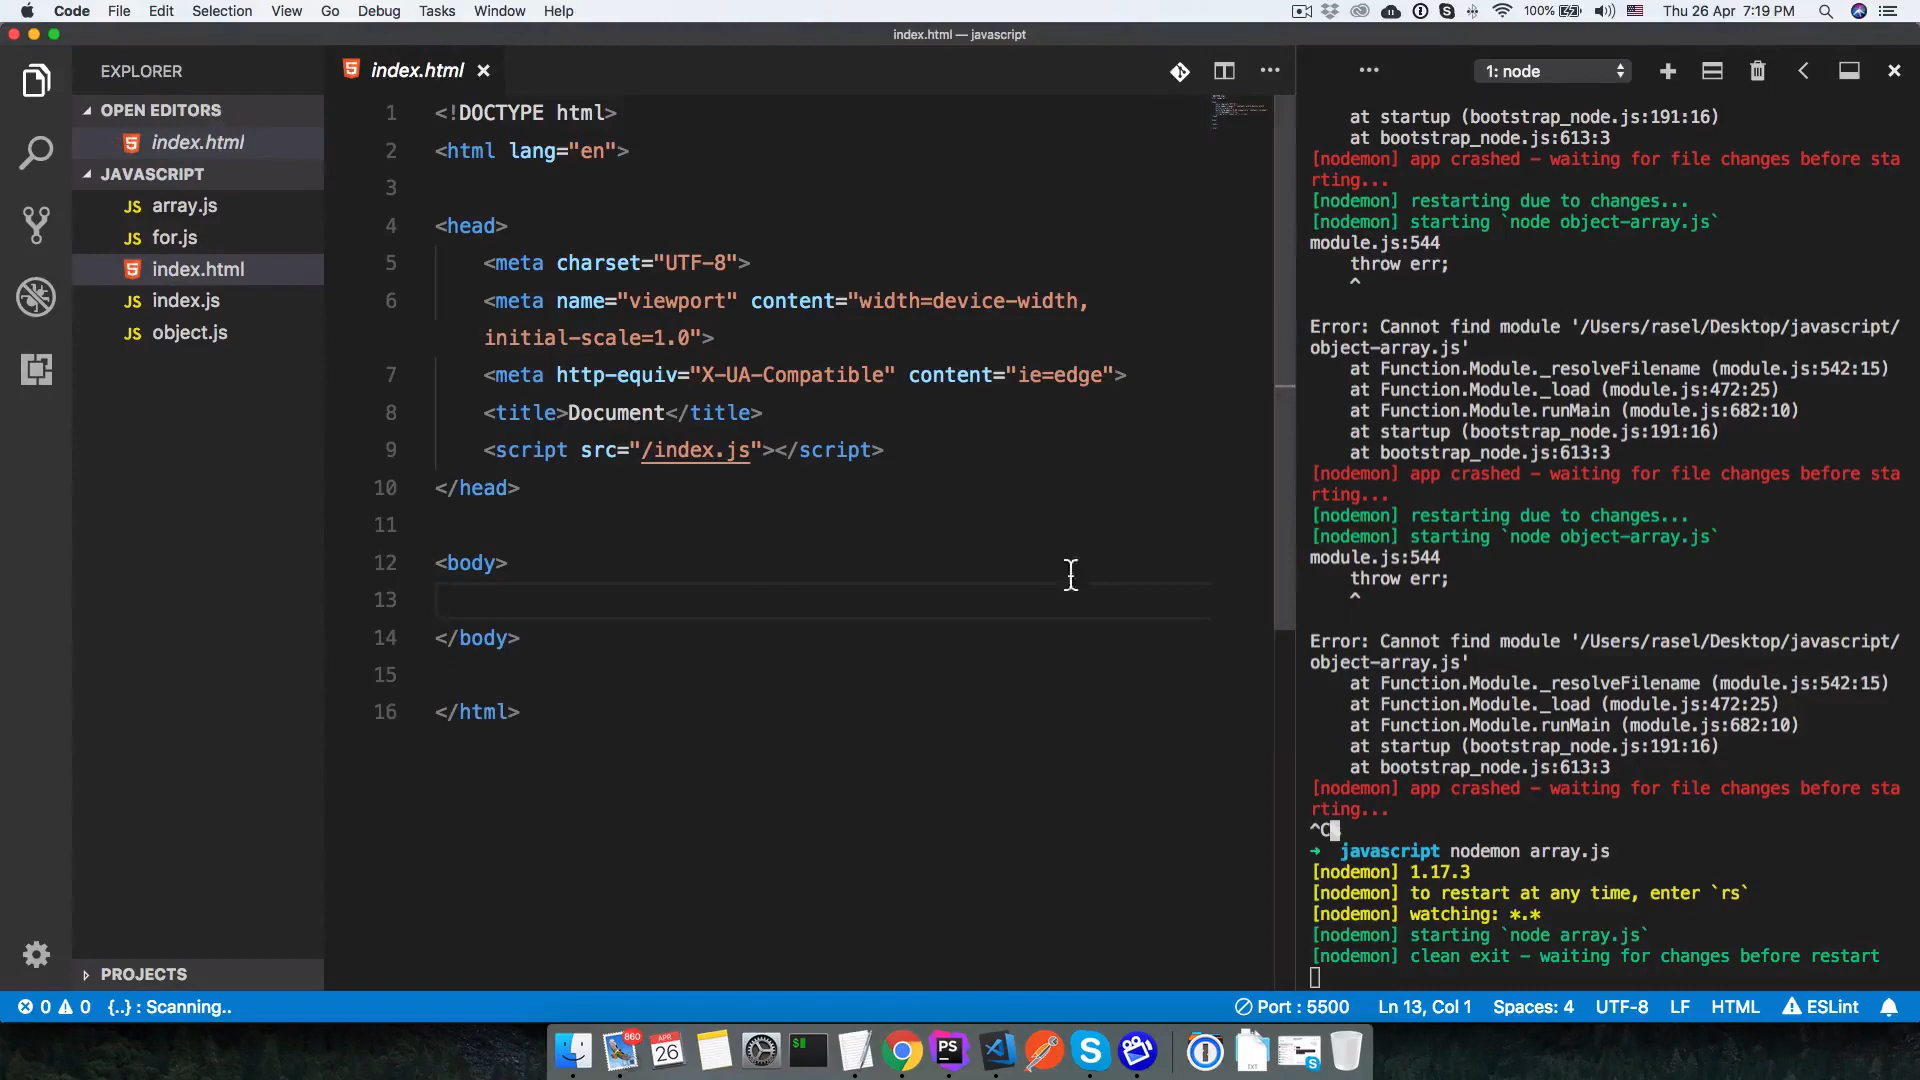 Code File Edit Selection View Go Debug Tasks Window Help 100% Thu 26 Apr 7:19 PM
index.html — javascript
EXPLORER
OPEN EDITORS
index.html
JAVASCRIPT
JS array.js
JS for.js
index.html
JS index.js
JS object.js
PROJECTS
index.html
1 <!DOCTYPE html>
2 <html lang="en">
3
4 <head>
5 <meta charset="UTF-8">
6 <meta name="viewport" content="width=device-width,
initial-scale=1.0">
7 <meta http-equiv="X-UA-Compatible" content="ie=edge">
8 <title>Document</title>
9 <script src="/index.js"></script>
10 </head>
11
12 <body>
13
14 </body>
15
16 </html>
1: node
at startup (bootstrap_node.js:191:16)
at bootstrap_node.js:613:3
[nodemon] app crashed - waiting for file changes before sta
rting...
[nodemon] restarting due to changes...
[nodemon] starting `node object-array.js`
module.js:544
throw err;
^
Error: Cannot find module '/Users/rasel/Desktop/javascript/
object-array.js'
at Function.Module._resolveFilename (module.js:542:15)
at Function.Module._load (module.js:472:25)
at Function.Module.runMain (module.js:682:10)
at startup (bootstrap_node.js:191:16)
at bootstrap_node.js:613:3
[nodemon] app crashed - waiting for file changes before sta
rting...
[nodemon] restarting due to changes...
[nodemon] starting `node object-array.js`
module.js:544
throw err;
^
Error: Cannot find module '/Users/rasel/Desktop/javascript/
object-array.js'
at Function.Module._resolveFilename (module.js:542:15)
at Function.Module._load (module.js:472:25)
at Function.Module.runMain (module.js:682:10)
at startup (bootstrap_node.js:191:16)
at bootstrap_node.js:613:3
[nodemon] app crashed - waiting for file changes before sta
rting...
^C
➜ javascript nodemon array.js
[nodemon] 1.17.3
[nodemon] to restart at any time, enter `rs`
[nodemon] watching: *.*
[nodemon] starting `node array.js`
[nodemon] clean exit - waiting for changes before restart
0 0 {..} : Scanning.. Port : 5500 Ln 13, Col 1 Spaces: 4 UTF-8 LF HTML ESLint
860 APR 26 $ PS S TXT